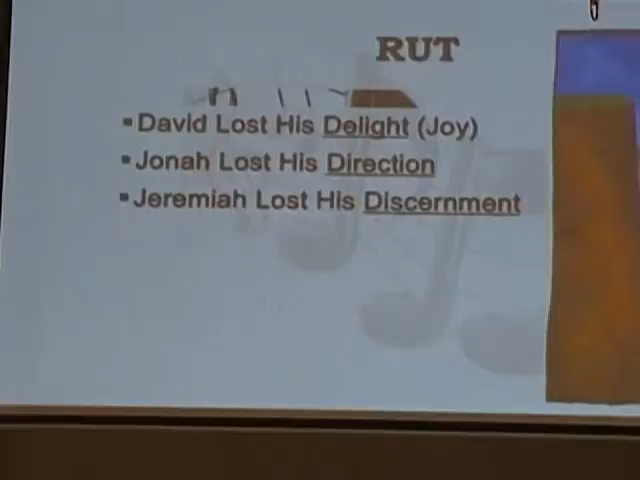 RUT
▪David Lost His Delight (Joy)
▪Jonah Lost His Direction
▪Jeremiah Lost His Discernment